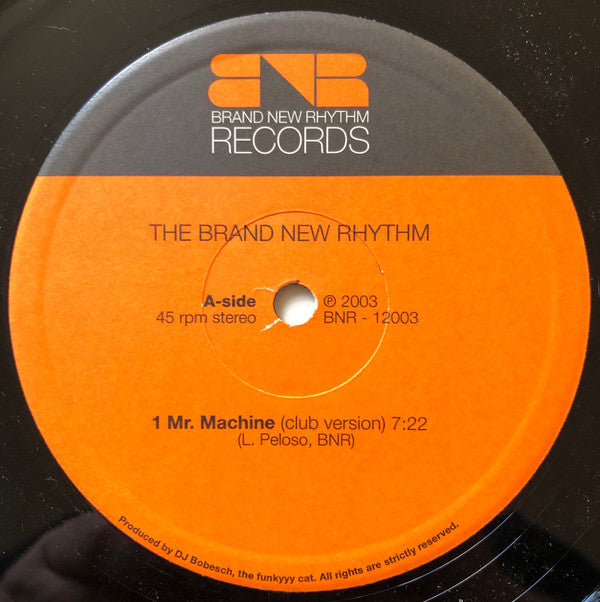 BNR
BRAND NEW RHYTHM
RECORDS
THE BRAND NEW RHYTHM
A-side
45 rpm stereo
℗ 2003
BNR - 12003
1 Mr. Machine (club version) 7:22
(L. Peloso, BNR)
Produced by DJ Bobesch, the funkyyy cat. All rights are strictly reserved.